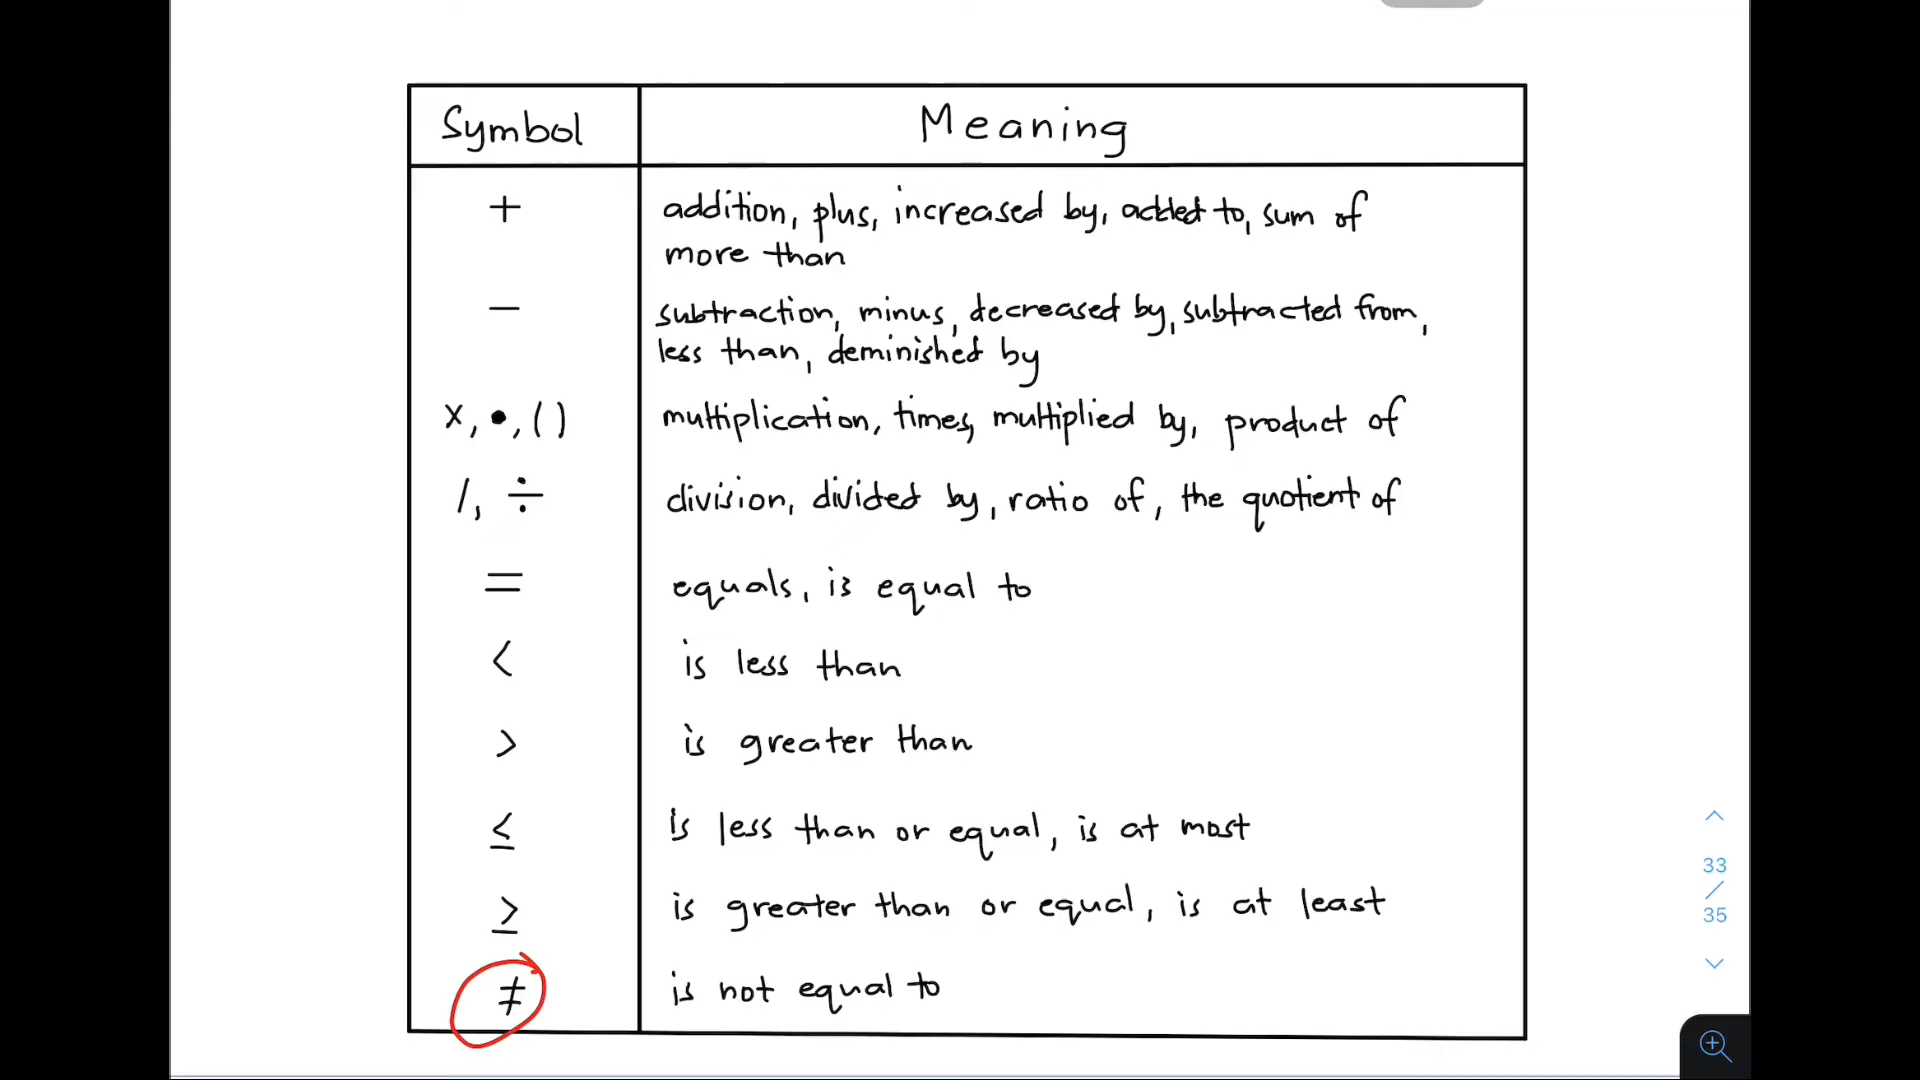 Symbol Meaning
+ addition, plus, increased by, added to, sum of
more than
− subtraction, minus, decreased by, subtracted from,
less than, deminished by
x, •, ( ) multiplication, times, multiplied by, product of
/, ÷ division, divided by, ratio of, the quotient of
= equals, is equal to
< is less than
> is greater than
≤ is less than or equal, is at most
≥ is greater than or equal, is at least
≠ is not equal to
33
/
35